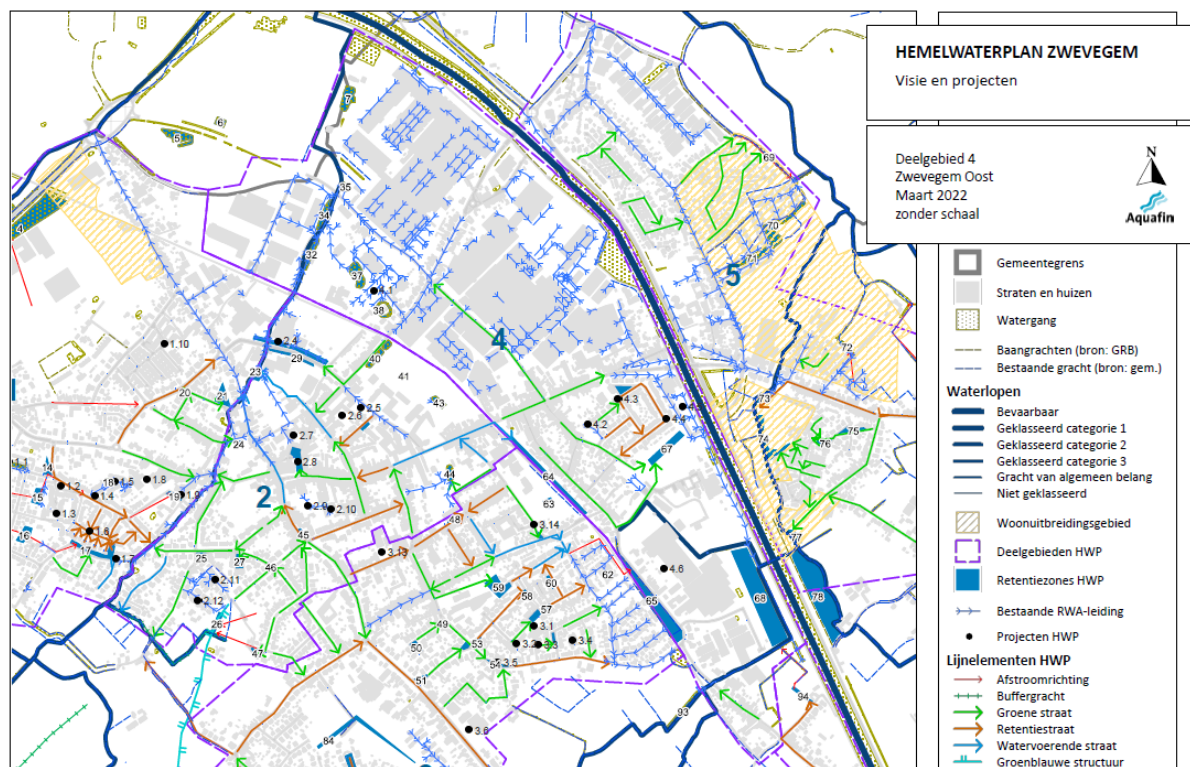 HEMELWATERPLAN ZWEVEGEM
Visie en projecten
Deelgebied 4
Zwevegem Oost
Maart 2022
zonder schaal
N
Aquafin
Gemeentegrens
Straten en huizen
Watergang
Baangrachten (bron: GRB)
Bestaande gracht (bron: gem.)
Waterlopen
Bevaarbaar
Geklasseerd categorie 1
Geklasseerd categorie 2
Geklasseerd categorie 3
Gracht van algemeen belang
Niet geklasseerd
Woonuitbreidingsgebied
Deelgebieden HWP
Retentiezones HWP
Bestaande RWA-leiding
Projecten HWP
Lijnelementen HWP
Afstroomrichting
Buffergracht
Groene straat
Retentiestraat
Watervoerende straat
Groenblauwe structuur
7
6
5
69
35
34
4
70
32
71
5
37
4.1
38
2.4
4
1.10
29
72
40
23
41
20
21
43
4.3
73
2.5
2.6
4.4
4.2
24
2.7
74
75
76
67
2.8
14
44
64
1.2
18
1.8
15
1.4
19
1.9
2
63
1.3
2.9
2.10
48
3.14
16
1.6
45
77
17
3.13
1.7
25
27
46
62
4.6
2.11
59
60
58
2.12
65
68
78
57
26
49
3.1
47
50
53
3.2
3.3
3.4
54
3.5
51
94
93
3.6
84